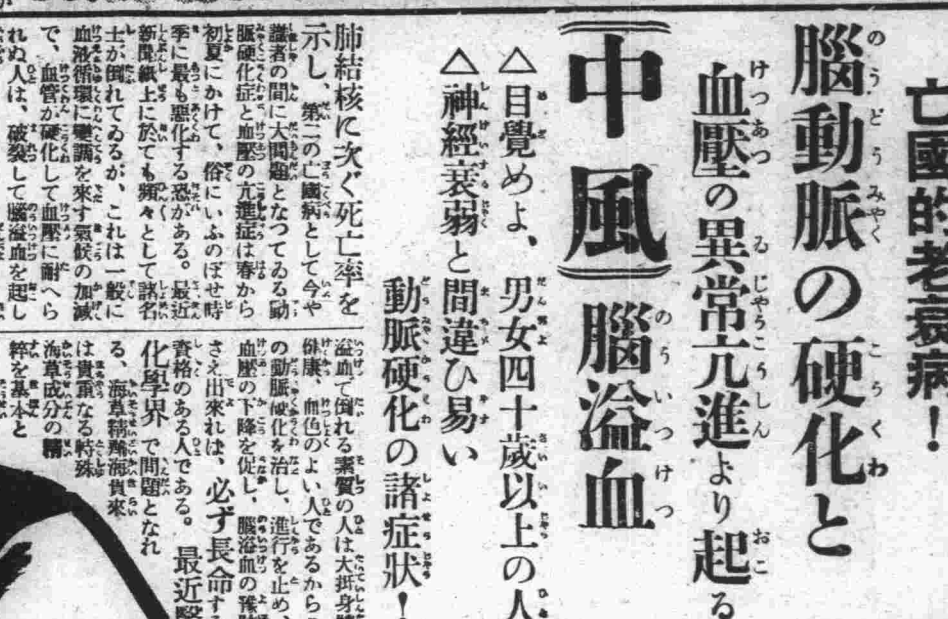 亡國的老衰病！
腦動脈の硬化と
血壓の異常亢進より起る
中風
腦溢血
△目覺めよ、男女四十歳以上の人
△神經衰弱と間違ひ易い
動脈硬化の諸症狀！
肺結核に次ぐ死亡率を
示し、第二の亡國病として今や
識者の間に大問題となつてゐる動
脈硬化症と血壓の亢進症は春から
初夏にかけて、俗にいふのぼせ時
季に最も惡化する恐がある。最近
新聞紙上に於ても頻々として諸名
士が倒れてゐるが、これは一般に
血液循環に變調を來す氣候の加減
で、血管が硬化して血壓に耐へら
れぬ人は、破裂して腦溢血を起し
溢血で倒れる素質の人は大抵身
健康、血色のよい人であるから
の動脈硬化を治し、進行を止め、
血壓の下降を促し、腦溢血の豫防
さえ出來れば、必ず長命する
資格のある人である。最近醫
化學界で問題となれ
る、海草精瀚海貴來
は貴重なる特殊
海草成分の精
粹を基本と